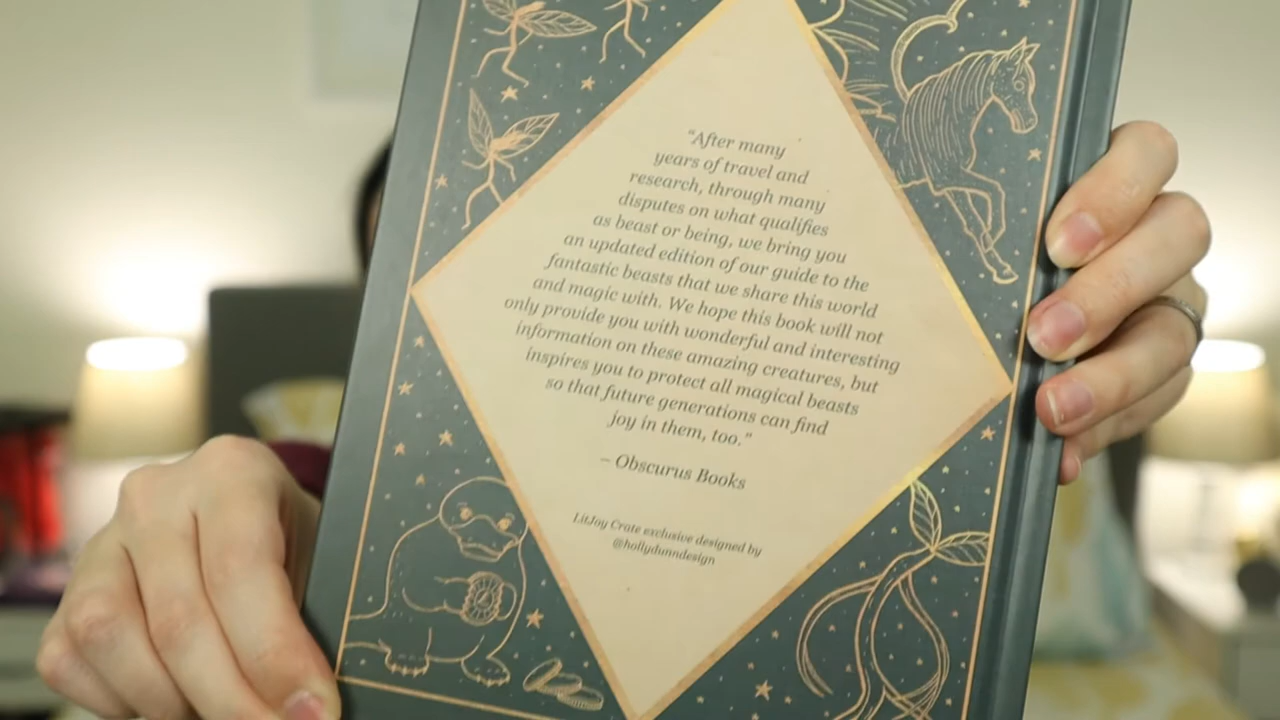 “After many
years of travel and
research, through many
disputes on what qualifies
as beast or being, we bring you
an updated edition of our guide to the
fantastic beasts that we share this world
and magic with. We hope this book will not
only provide you with wonderful and interesting
information on these amazing creatures, but
inspires you to protect all magical beasts
so that future generations can find
joy in them, too.”
– Obscurus Books
LitJoy Crate exclusive designed by
@hollydunndesign